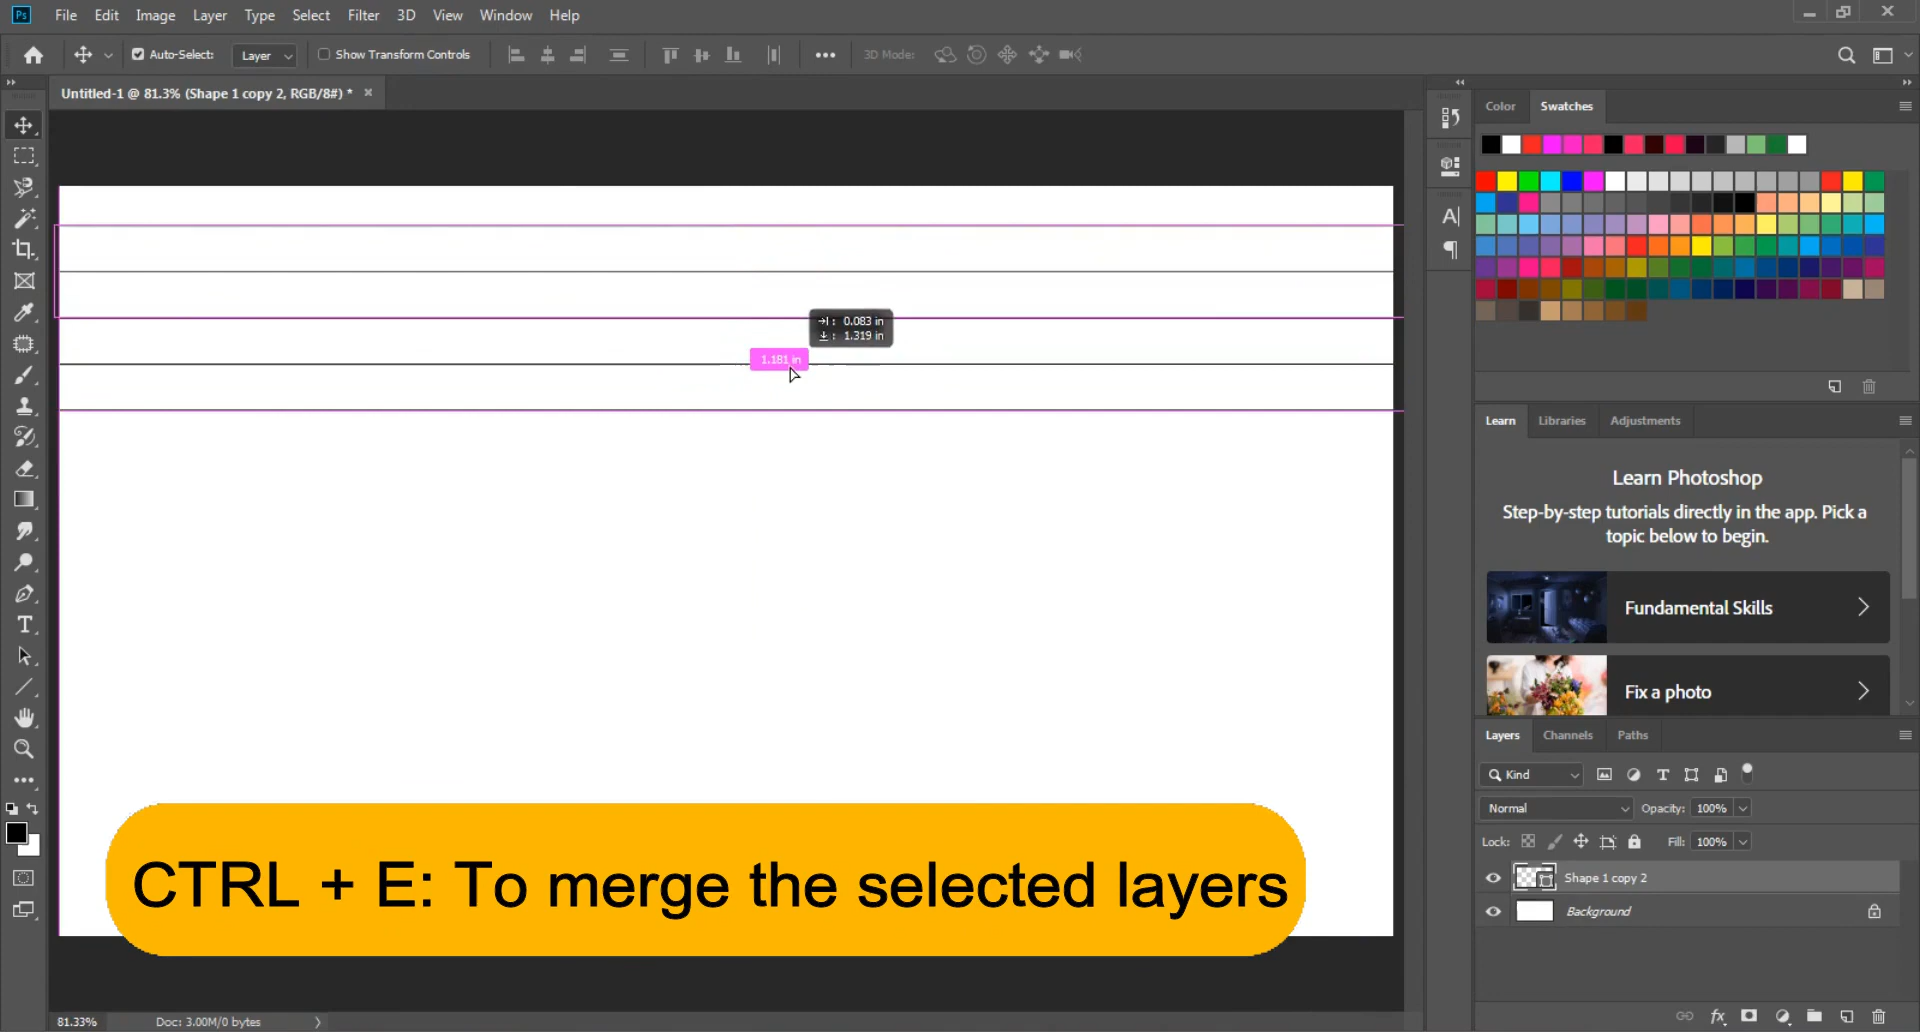 Ps File Edit Image Layer Type Select Filter 3D View Window Help
Auto-Select: Layer Show Transform Controls 3D Mode:
Untitled-1 @ 81.3% (Shape 1 copy 2, RGB/8#) * ×
Color Swatches
0.083 in
1.319 in
1.181 in
Learn Libraries Adjustments
Learn Photoshop
Step-by-step tutorials directly in the app. Pick a
topic below to begin.
Fundamental Skills
Fix a photo
Layers Channels Paths
Kind
Normal Opacity: 100%
Lock: Fill: 100%
Shape 1 copy 2
Background
CTRL + E: To merge the selected layers
81.33% Doc: 3.00M/0 bytes